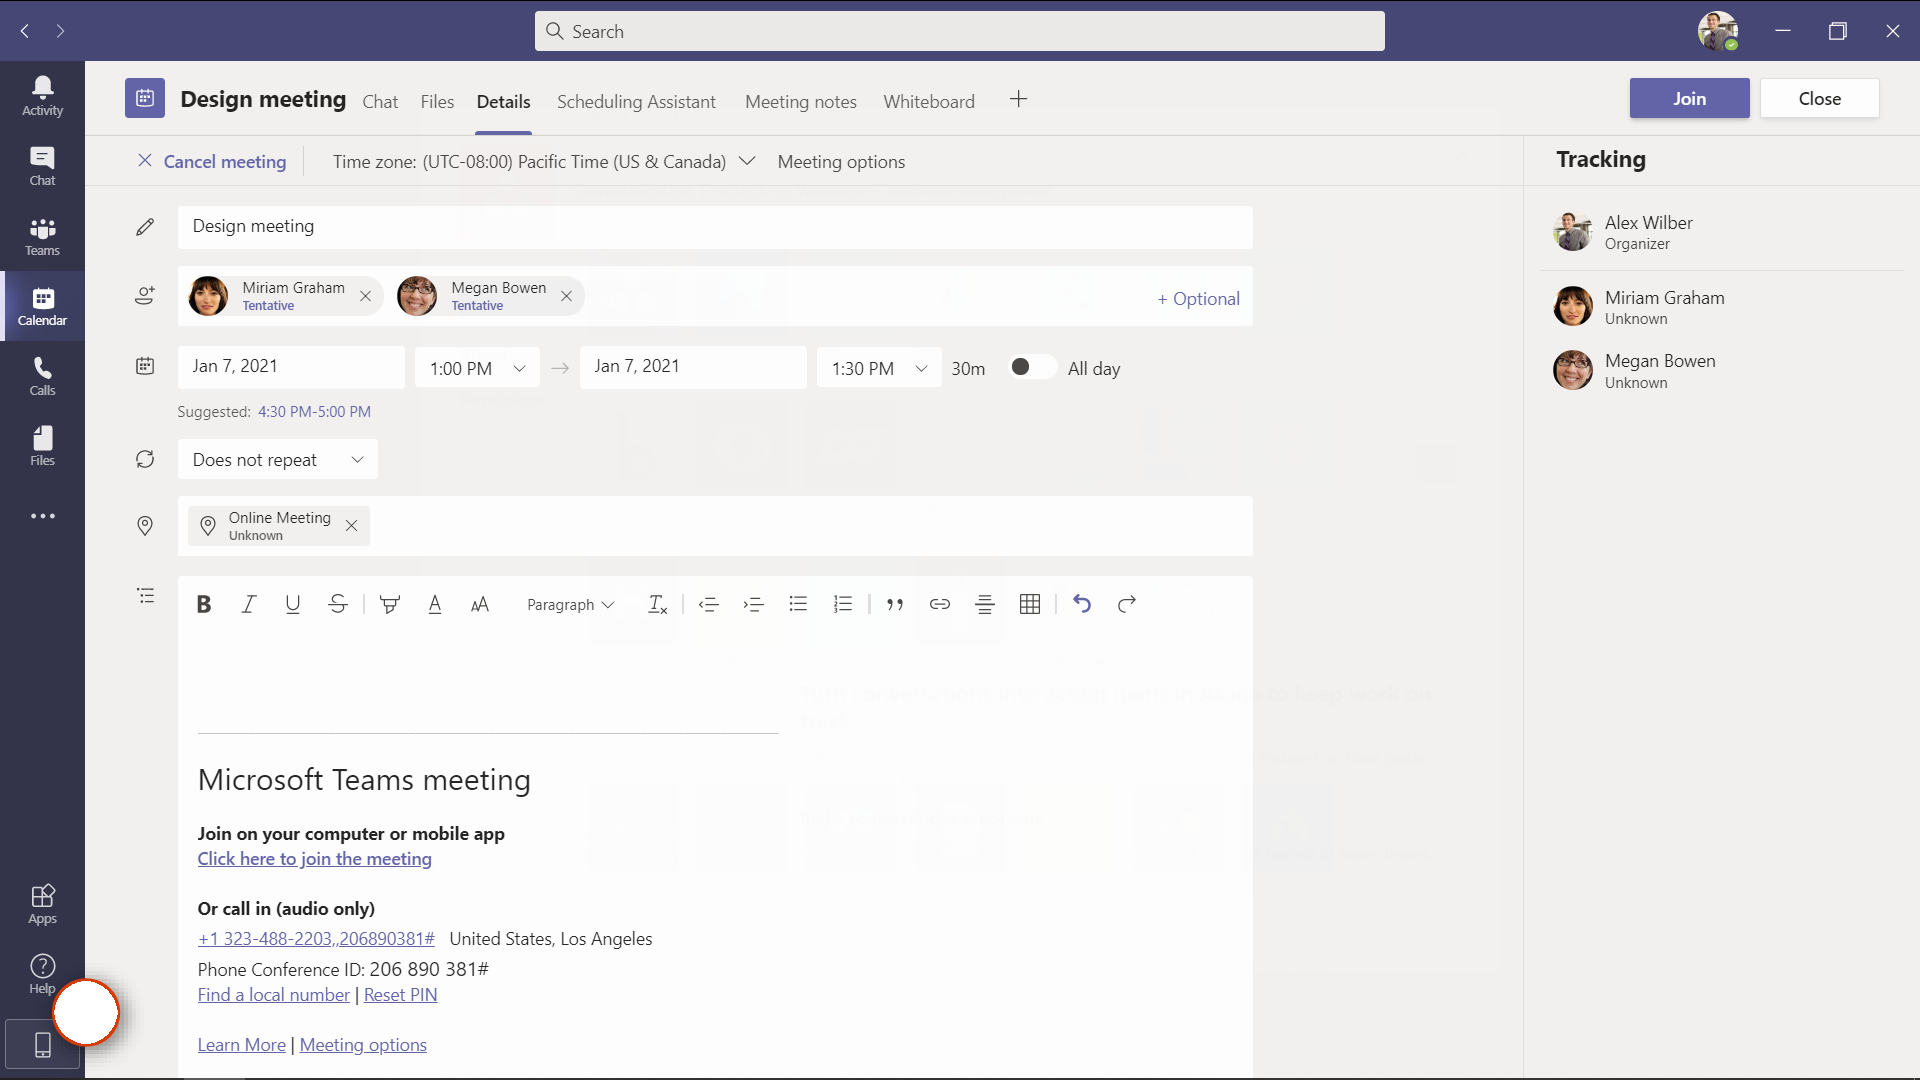 Search
Activity
Chat
Teams
Calendar
Calls
Files
Apps
Help
Design meeting Chat Files Details Scheduling Assistant Meeting notes Whiteboard
Join Close
Cancel meeting Time zone: (UTC-08:00) Pacific Time (US & Canada) Meeting options
Design meeting
Miriam Graham
Tentative
Megan Bowen
Tentative
+ Optional
Jan 7, 2021 1:00 PM → Jan 7, 2021 1:30 PM 30m All day
Suggested: 4:30 PM-5:00 PM
Does not repeat
Online Meeting
Unknown
Paragraph
Microsoft Teams meeting
Join on your computer or mobile app
Click here to join the meeting
Or call in (audio only)
+1 323-488-2203,,206890381# United States, Los Angeles
Phone Conference ID: 206 890 381#
Find a local number | Reset PIN
Learn More | Meeting options
Tracking
Alex Wilber
Organizer
Miriam Graham
Unknown
Megan Bowen
Unknown